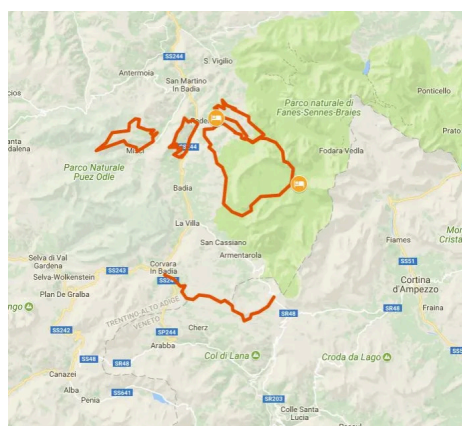 SS244
S. Vigilio
Antermoia
San Martino
In Badia
Ponticello
Parco naturale di
Fanes-Sennes-Braies
Prato
Fodara-Vedla
Parco Naturale
Puez Odle
Badia
La Villa
San Cassiano
Armentarola
Fiames
SS51
Selva di Val
Gardena
Selva-Wolkenstein
SS243
Corvara
In Badia
Cortina
d'Ampezzo
Plan De Gralba
TRENTINO-ALTO ADIGE
VENETO
SR48
SR48
Fraina
SS242
SP244
Cherz
Arabba
Col di Lana
Croda da Lago
SS48
SR48
Canazei
Alba
Penia
SS641
SR203
Colle Santa
Lucia